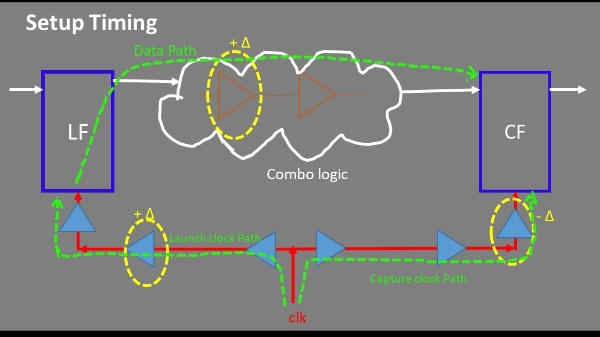 Setup Timing
+ Δ
Data Path
LF
CF
Combo logic
+ Δ
- Δ
Launch clock Path
Capture clock Path
clk